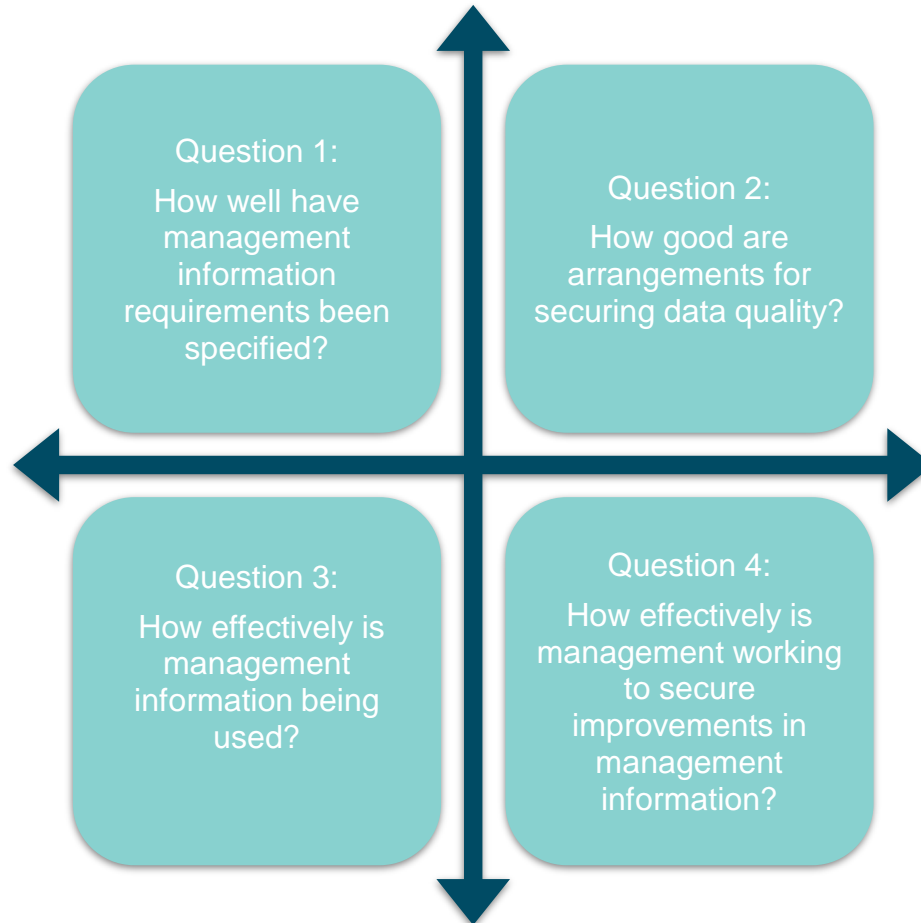 Question 1:
How well have
management
information
requirements been
specified?
Question 2:
How good are
arrangements for
securing data quality?
Question 3:
How effectively is
management
information being
used?
Question 4:
How effectively is
management working
to secure
improvements in
management
information?